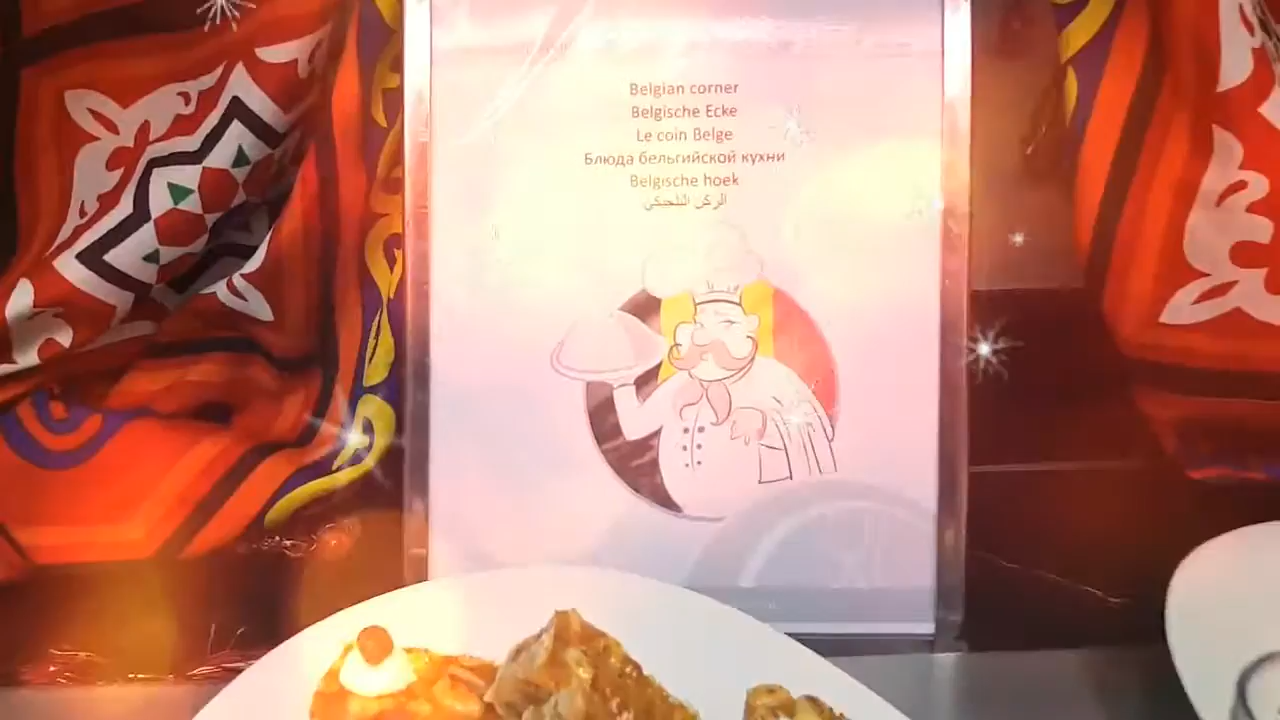 Belgian corner
Belgische Ecke
Le coin Belge
Блюда бельгийской кухни
Belgische hoek
الركن البلجيكي